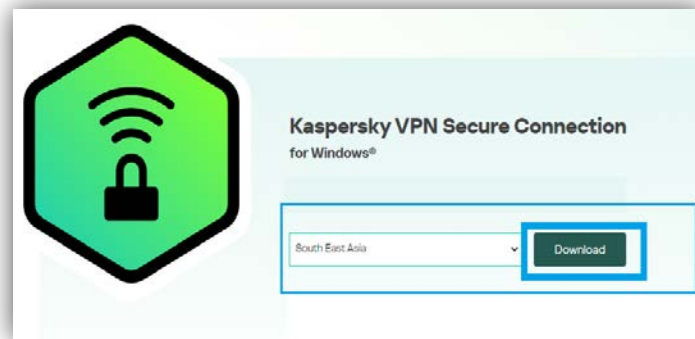 Kaspersky VPN Secure Connection
for Windows®
South East Asia
Download